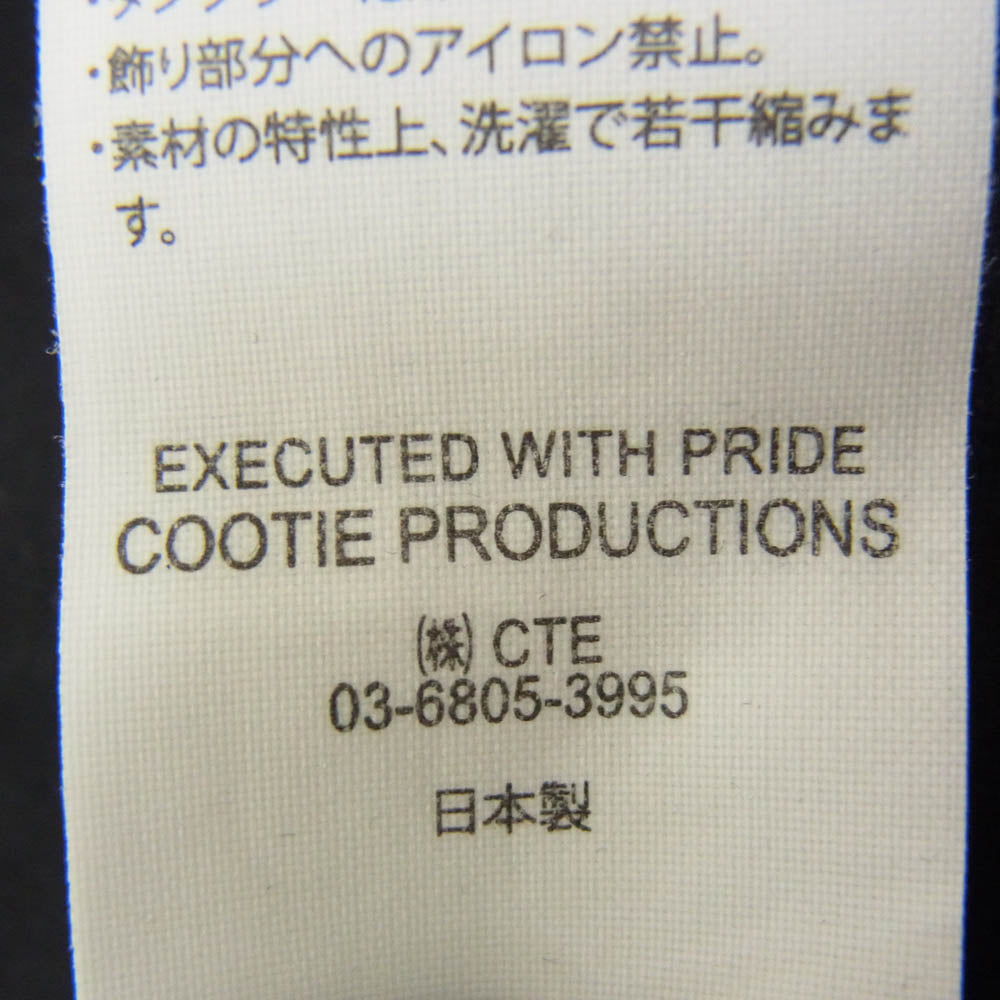 ・飾り部分へのアイロン禁止。
・素材の特性上、洗濯で若干縮みま
す。
EXECUTED WITH PRIDE
COOTIE PRODUCTIONS
㈱ CTE
03-6805-3995
日本製